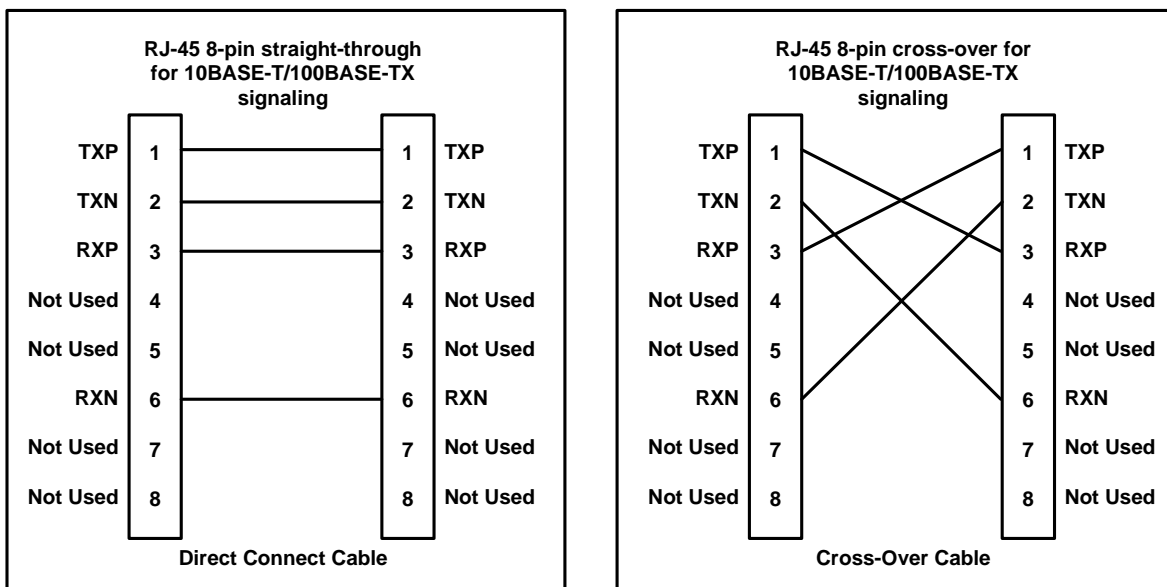 RJ-45 8-pin straight-through
for 10BASE-T/100BASE-TX
signaling
TXP 1 1 TXP
TXN 2 2 TXN
RXP 3 3 RXP
Not Used 4 4 Not Used
Not Used 5 5 Not Used
RXN 6 6 RXN
Not Used 7 7 Not Used
Not Used 8 8 Not Used
Direct Connect Cable
RJ-45 8-pin cross-over for
10BASE-T/100BASE-TX
signaling
TXP 1 1 TXP
TXN 2 2 TXN
RXP 3 3 RXP
Not Used 4 4 Not Used
Not Used 5 5 Not Used
RXN 6 6 RXN
Not Used 7 7 Not Used
Not Used 8 8 Not Used
Cross-Over Cable